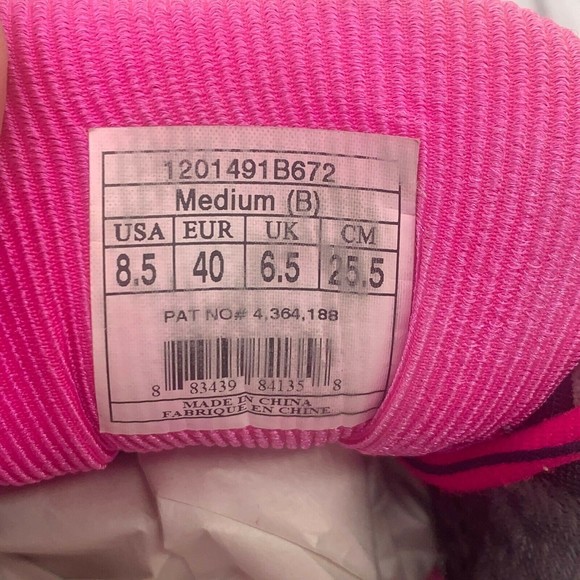 1201491B672
Medium (B)
USA EUR UK CM
8.5 40 6.5 25.5
PAT NO# 4,364,188
8 83439 84135 8
MADE IN CHINA
FABRIQUE EN CHINE